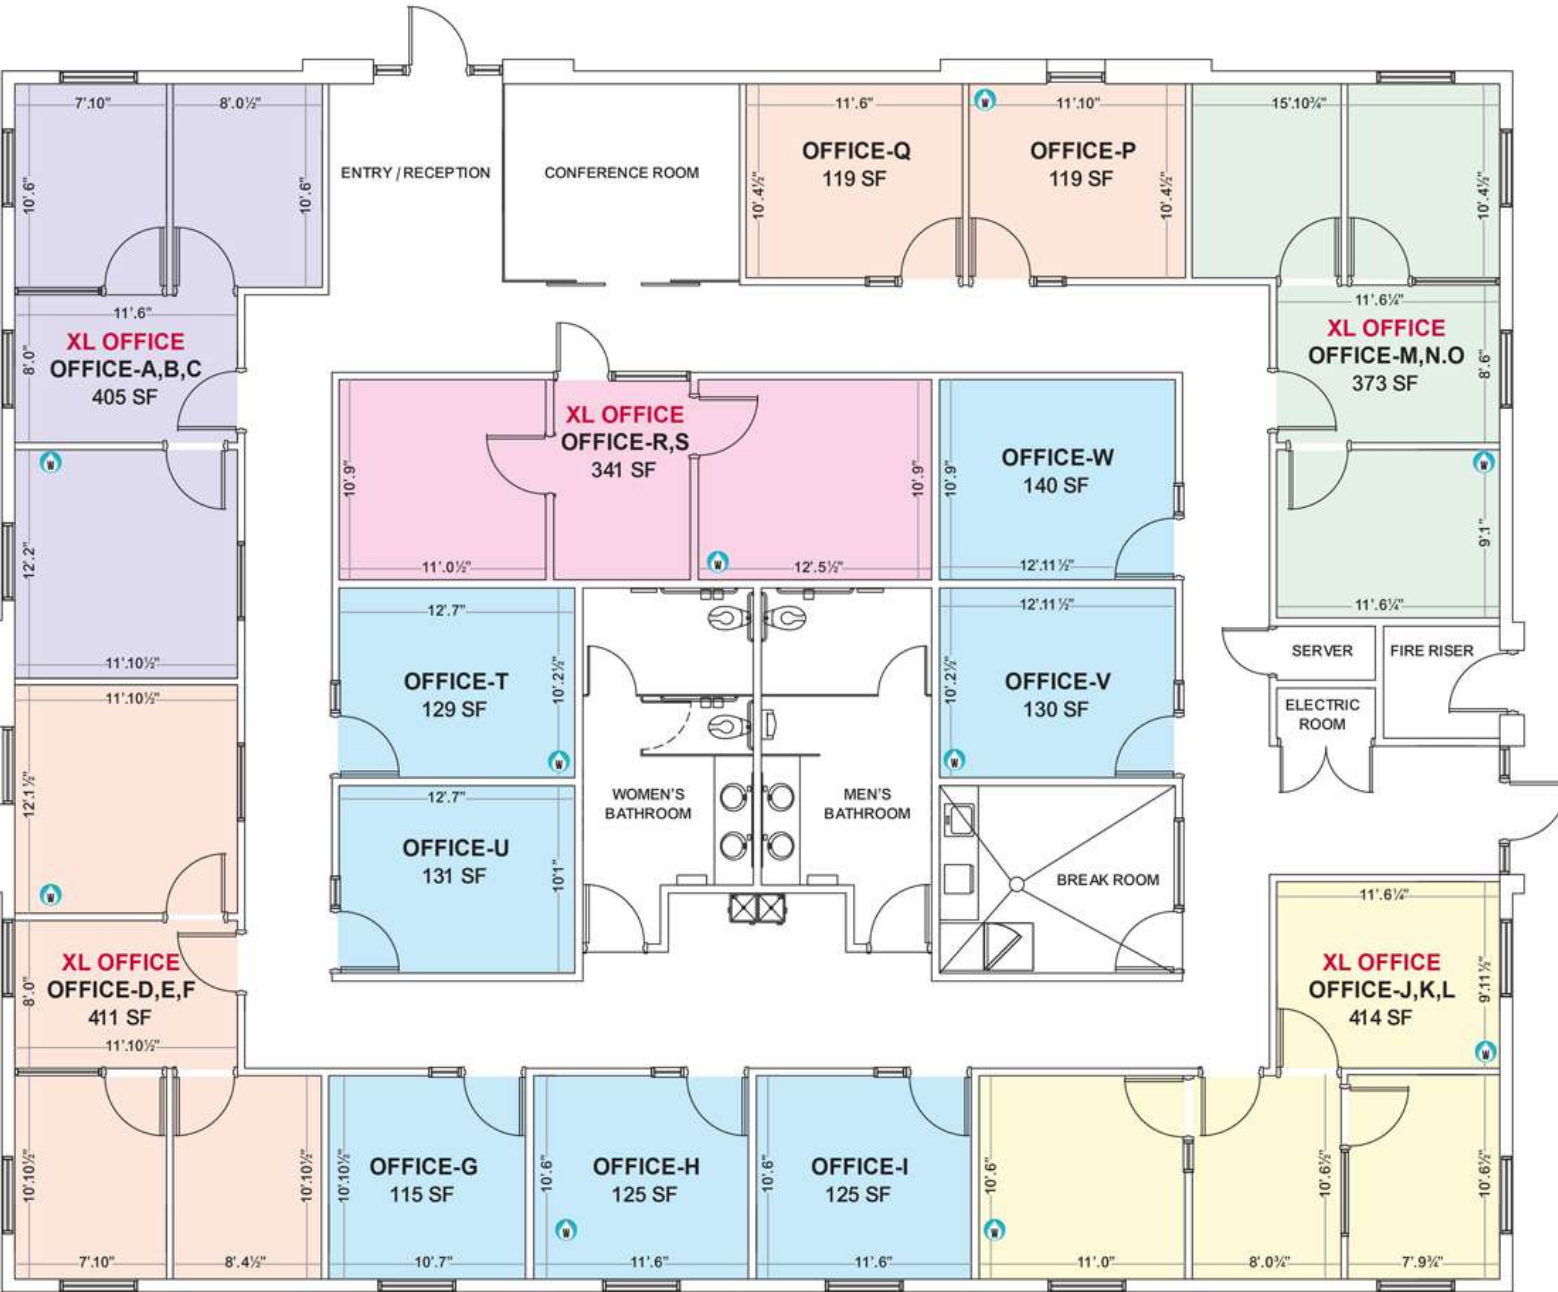 7'.10"
8'.0½"
10'.6"
10'.6"
11'.6"
8'.0"
XL OFFICE
OFFICE-A,B,C
405 SF
W
12'.2"
11'.10½"
ENTRY / RECEPTION
CONFERENCE ROOM
11'.6"
10'.4½"
OFFICE-Q
119 SF
W
11'.10"
OFFICE-P
119 SF
10'.4½"
15'.10¾"
10'.4½"
11'.6¼"
XL OFFICE
OFFICE-M,N.O
373 SF
8'.6"
W
9'.1"
11'.6¼"
10'.9"
11'.0½"
XL OFFICE
OFFICE-R,S
341 SF
W
12'.5½"
10'.9"
10'.9"
OFFICE-W
140 SF
12'.11½"
12'.7"
OFFICE-T
129 SF
10'.2½"
W
12'.11½"
10'.2½"
OFFICE-V
130 SF
W
SERVER
FIRE RISER
ELECTRIC
ROOM
12'.7"
OFFICE-U
131 SF
10'1"
WOMEN'S
BATHROOM
MEN'S
BATHROOM
BREAK ROOM
11'.10½"
12'1½"
W
XL OFFICE
OFFICE-D,E,F
411 SF
8'.0"
11'.10½"
10'.10½"
7'.10"
10'.10½"
8'.4½"
10'.10½"
OFFICE-G
115 SF
10'.7"
10'.6"
OFFICE-H
125 SF
W
11'.6"
10'.6"
OFFICE-I
125 SF
11'.6"
11'.6¼"
XL OFFICE
OFFICE-J,K,L
414 SF
9'.11½"
W
10'.6"
W
11'.0"
10'.6½"
8'.0¾"
10'.6½"
7'.9¾"